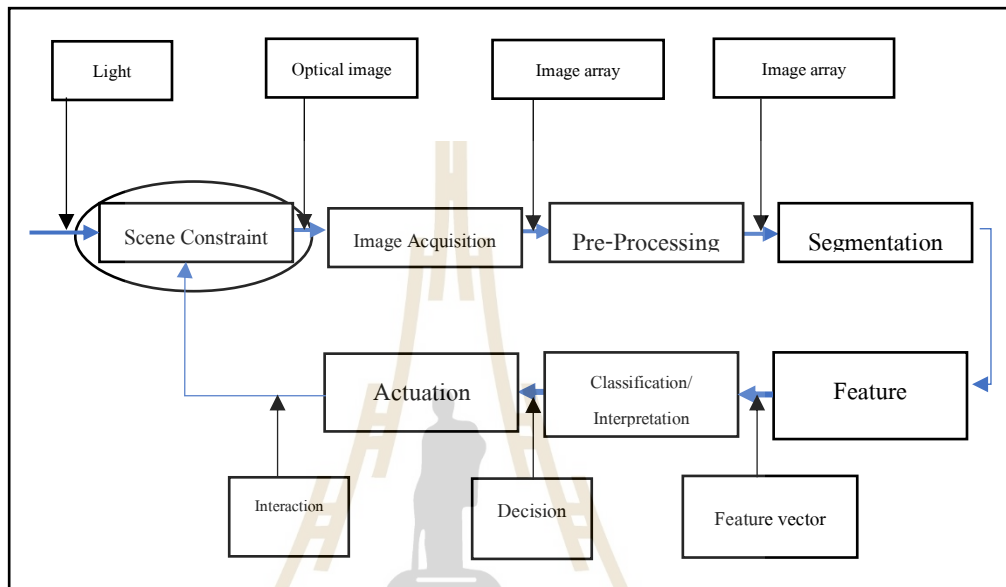 Light
Optical image
Image array
Image array
Scene Constraint
Image Acquisition
Pre-Processing
Segmentation
Actuation
Classification/
Interpretation
Feature
Interaction
Decision
Feature vector